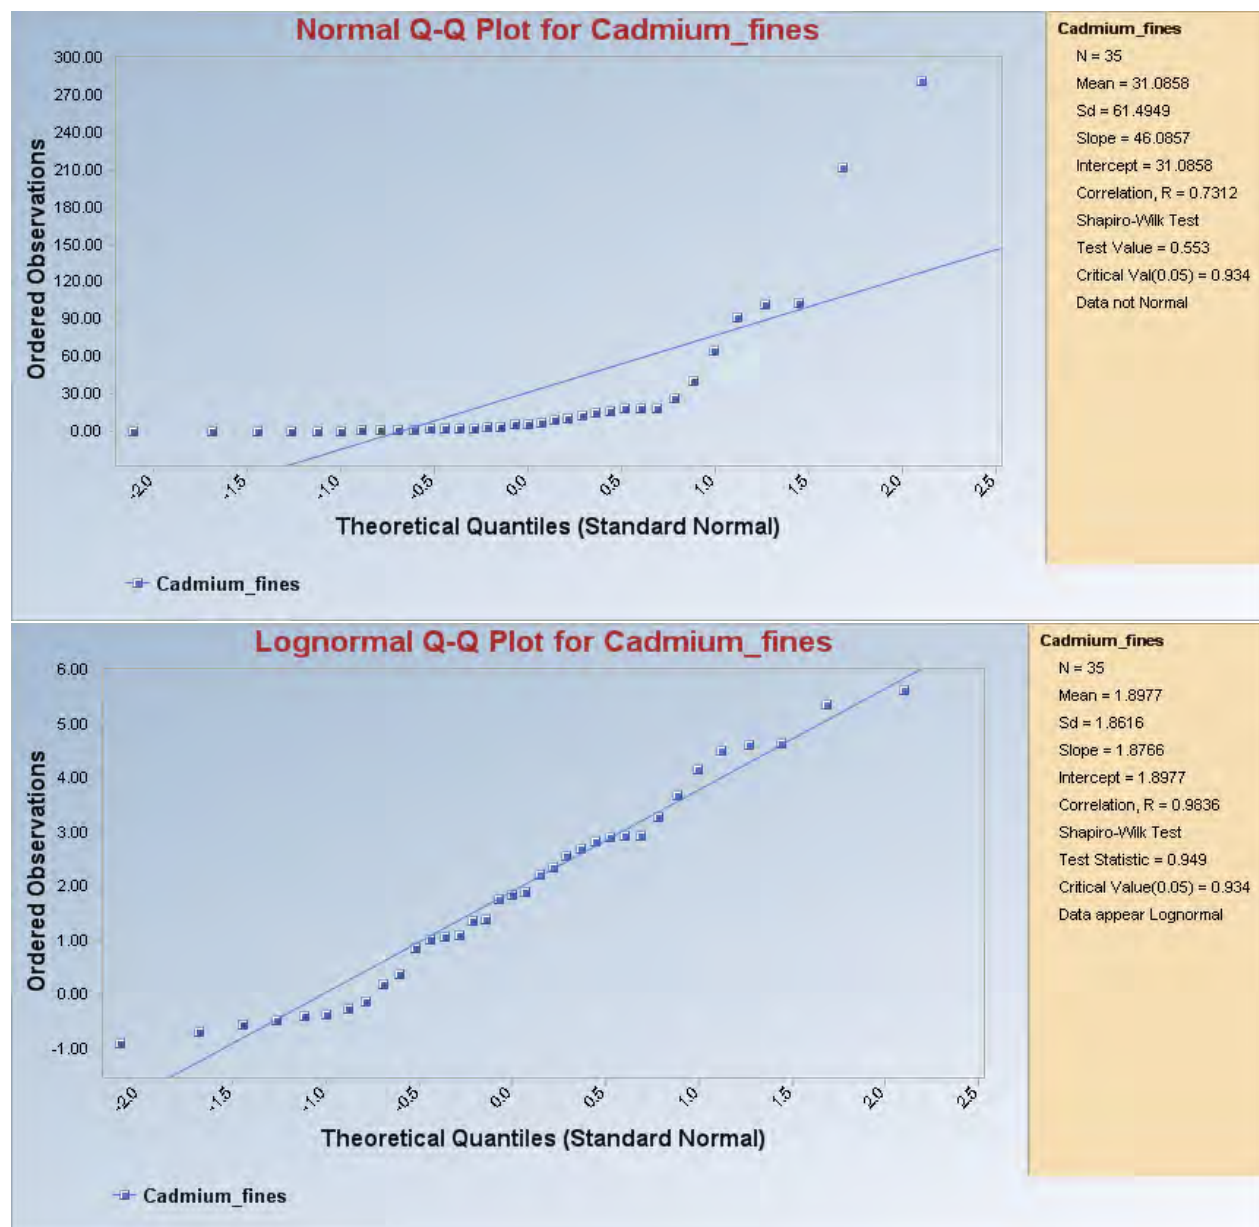 Normal Q-Q Plot for Cadmium_fines
Ordered Observations
300.00
270.00
240.00
210.00
180.00
150.00
120.00
90.00
60.00
30.00
0.00
-2.0 -1.5 -1.0 -0.5 0.0 0.5 1.0 1.5 2.0 2.5
Theoretical Quantiles (Standard Normal)
Cadmium_fines
Cadmium_fines
N = 35
Mean = 31.0858
Sd = 61.4949
Slope = 46.0857
Intercept = 31.0858
Correlation, R = 0.7312
Shapiro-Wilk Test
Test Value = 0.553
Critical Val(0.05) = 0.934
Data not Normal
Lognormal Q-Q Plot for Cadmium_fines
Ordered Observations
6.00
5.00
4.00
3.00
2.00
1.00
0.00
-1.00
-2.0 -1.5 -1.0 -0.5 0.0 0.5 1.0 1.5 2.0 2.5
Theoretical Quantiles (Standard Normal)
Cadmium_fines
Cadmium_fines
N = 35
Mean = 1.8977
Sd = 1.8616
Slope = 1.8766
Intercept = 1.8977
Correlation, R = 0.9836
Shapiro-Wilk Test
Test Statistic = 0.949
Critical Value(0.05) = 0.934
Data appear Lognormal